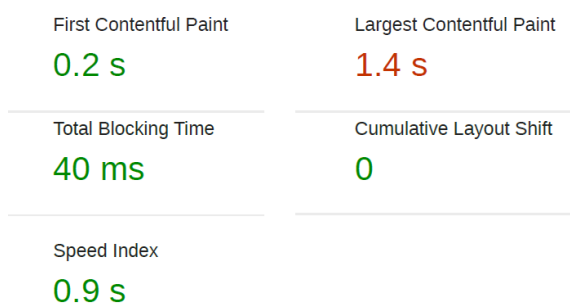 First Contentful Paint
0.2 s
Largest Contentful Paint
1.4 s
Total Blocking Time
40 ms
Cumulative Layout Shift
0
Speed Index
0.9 s